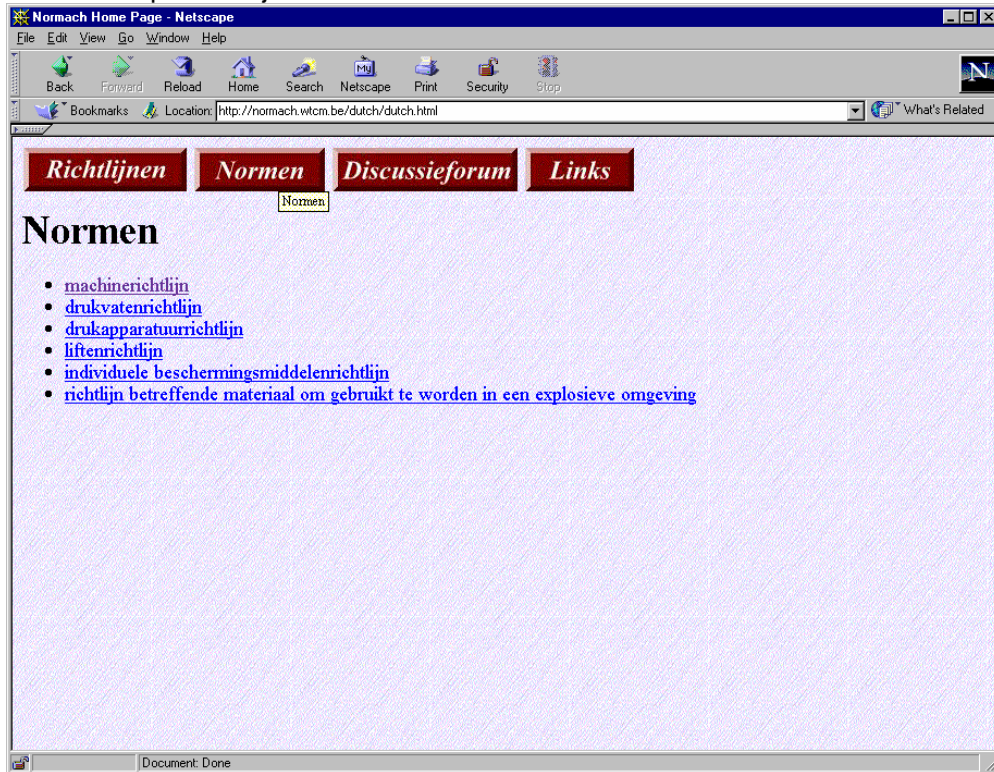 Normach Home Page - Netscape
File Edit View Go Window Help
Back Forward Reload Home Search My Netscape Print Security Stop
N
Bookmarks Location: http://normach.wtcm.be/dutch/dutch.html What's Related
Richtlijnen Normen Discussieforum Links
Normen
Normen
machinerichtlijn
drukvatenrichtlijn
drukapparatuurrichtlijn
liftenrichtlijn
individuele beschermingsmiddelenrichtlijn
richtlijn betreffende materiaal om gebruikt te worden in een explosieve omgeving
Document: Done